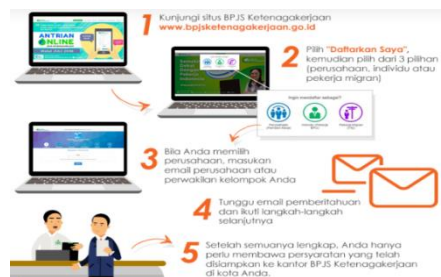 1 Kunjungi situs BPJS Ketenagakerjaan
www.bpjsketenagakerjaan.go.id
ANTRIAN
ONLINE
2 Pilih "Daftarkan Saya",
kemudian pilih dari 3 pilihan
(perusahaan, individu atau
pekerja migran)
Ingin mendaftar sebagai?
3 Bila Anda memilih
perusahaan, masukan
email perusahaan atau
perwakilan kelompok Anda
4 Tunggu email pemberitahuan
dan ikuti langkah-langkah
selanjutnya
5 Setelah semuanya lengkap, Anda hanya
perlu membawa persyaratan yang telah
disiapkan ke kantor BPJS Ketenagakerjaan
di kota Anda.